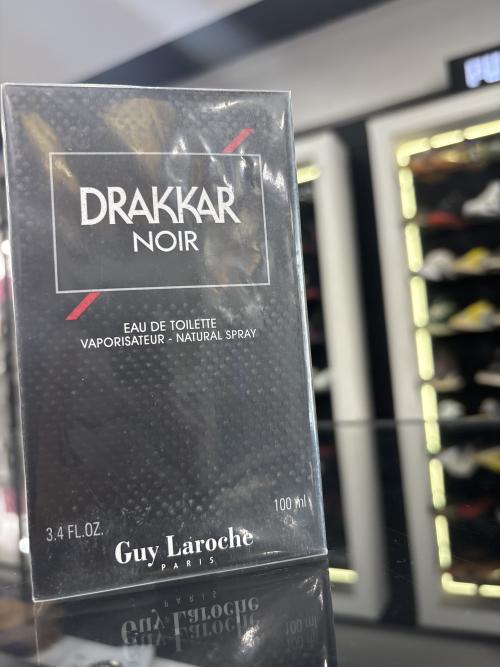 DRAKKAR
NOIR
EAU DE TOILETTE
VAPORISATEUR - NATURAL SPRAY
3.4 FL.OZ.
100 ml
Guy Laroche
PARIS